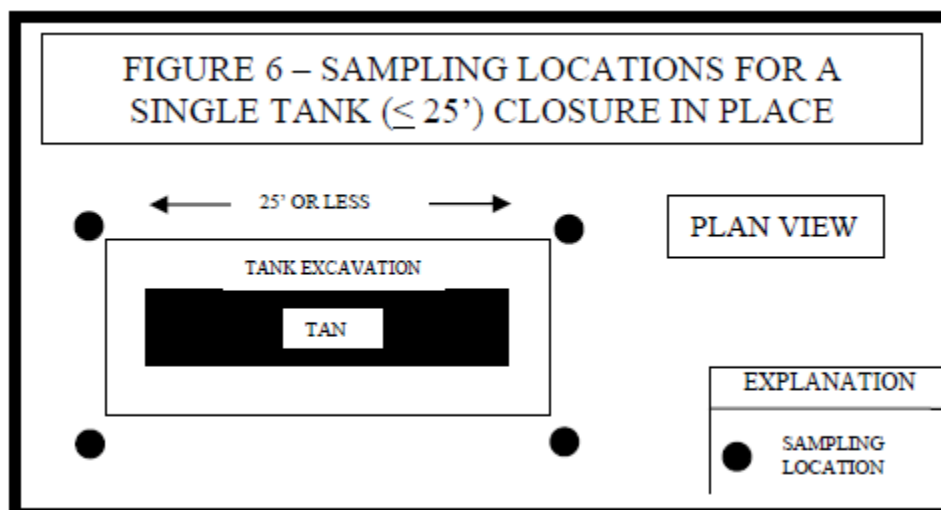 FIGURE 6 – SAMPLING LOCATIONS FOR A
SINGLE TANK (≤ 25’) CLOSURE IN PLACE
25’ OR LESS
PLAN VIEW
TANK EXCAVATION
TAN
EXPLANATION
SAMPLING
LOCATION